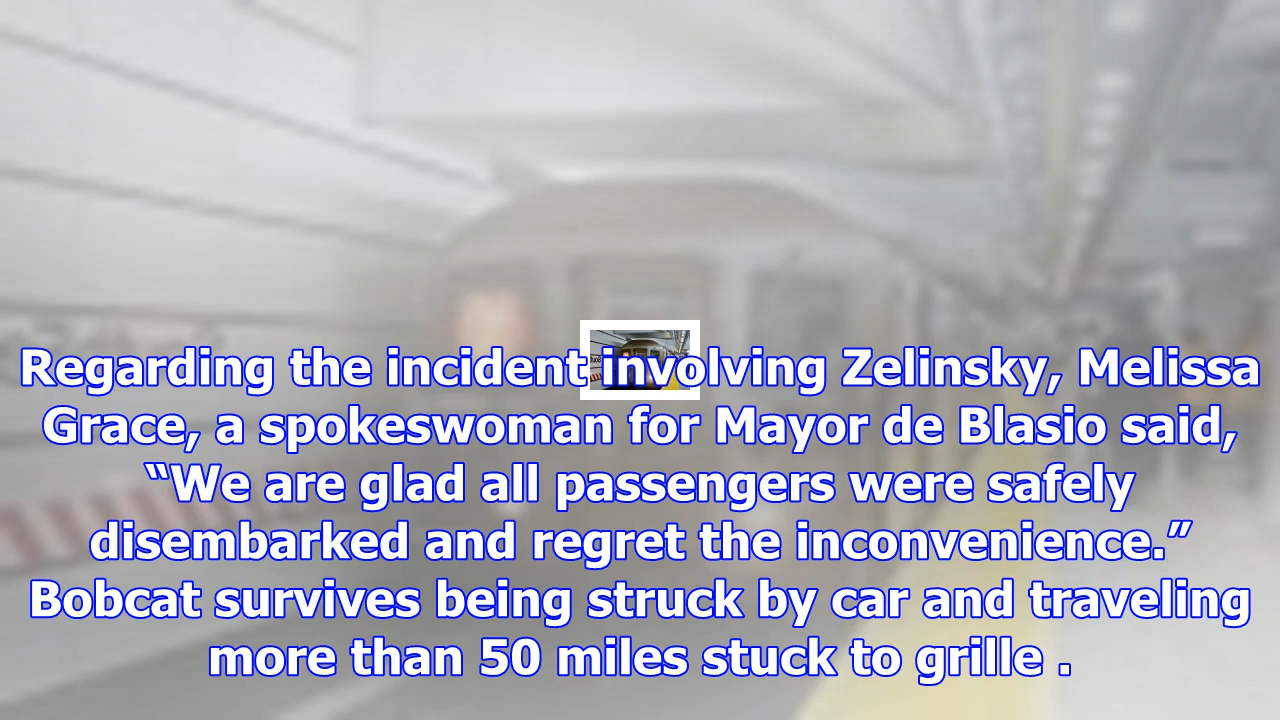 Regarding the incident involving Zelinsky, Melissa
Grace, a spokeswoman for Mayor de Blasio said,
“We are glad all passengers were safely
disembarked and regret the inconvenience.”
Bobcat survives being struck by car and traveling
more than 50 miles stuck to grille .